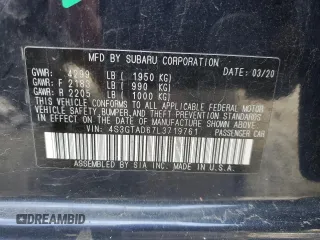 MFD BY SUBARU CORPORATION DATE: 03/20
GVWR: 4299 LB ( 1950 KG)
GAWR: F 2183 LB ( 990 KG)
GAWR: R 2205 LB ( 1000 KG)
THIS VEHICLE CONFORMS TO ALL APPLICABLE FEDERAL MOTOR
VEHICLE SAFETY, BUMPER, AND THEFT PREVENTION STANDARDS
IN EFFECT ON THE DATE OF MANUFACTURE SHOWN ABOVE.
VIN: 4S3GTAD67L3719761 PASSENGER CAR
ASSEMBLED BY SIA INC. MADE IN U.S.A.
© AUTOBIDMASTER